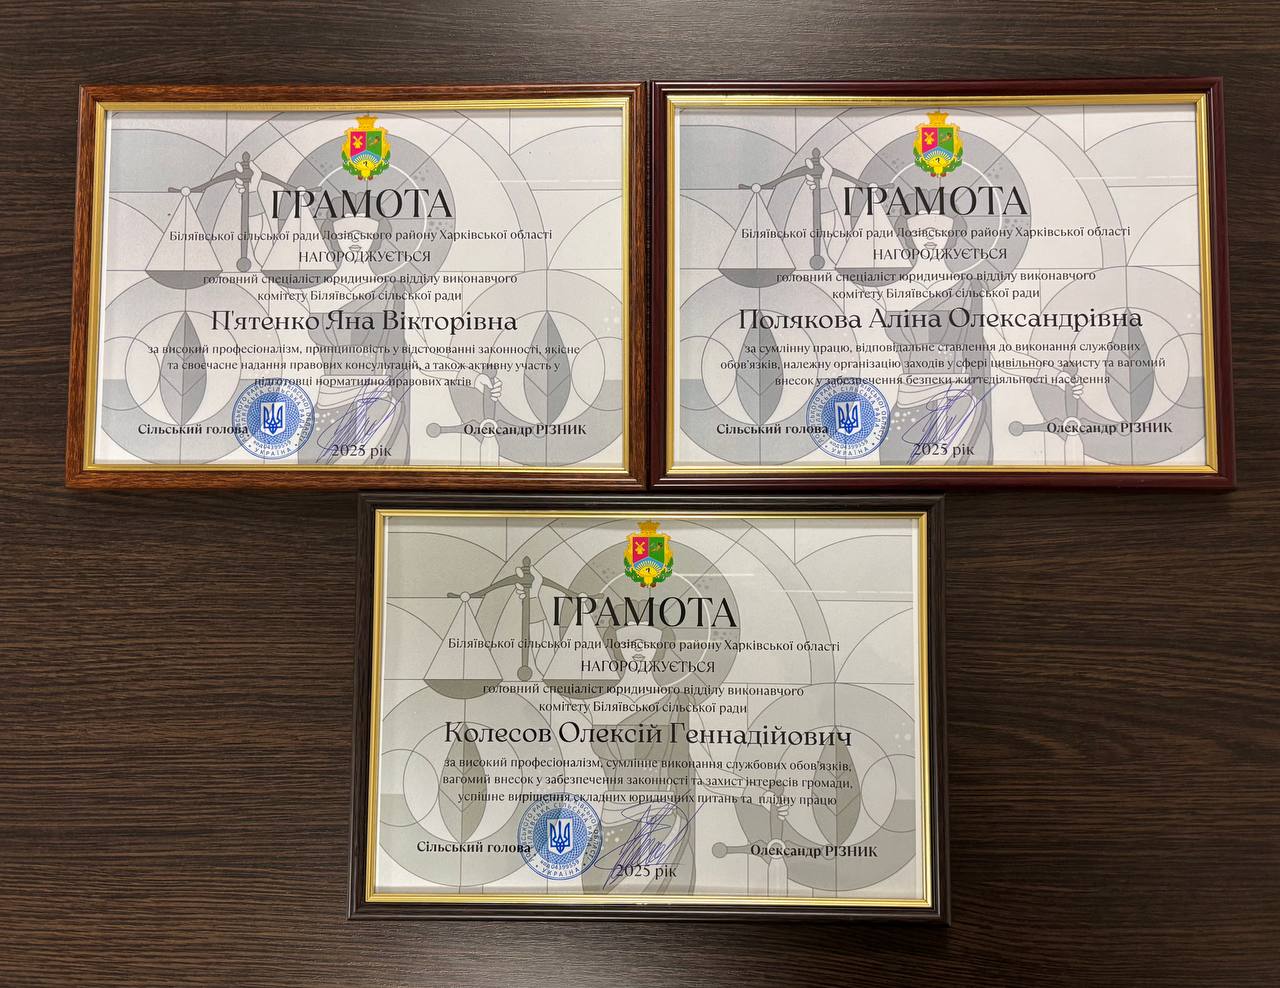 ГРАМОТА
Біляївської сільської ради Лозівського району Харківської області
НАГОРОДЖУЄТЬСЯ
головний спеціаліст юридичного відділу виконавчого
комітету Біляївської сільської ради
П'ятенко Яна Вікторівна
за високий професіоналізм, принциповість у відстоюванні законності, якісне
та своєчасне надання правових консультацій, а також активну участь у
підготовці нормативно-правових актів
Сільський голова
Олександр РІЗНИК
2025 рік
УКРАЇНА
ГРАМОТА
Біляївської сільської ради Лозівського району Харківської області
НАГОРОДЖУЄТЬСЯ
головний спеціаліст юридичного відділу виконавчого
комітету Біляївської сільської ради
Полякова Аліна Олександрівна
за сумлінну працю, відповідальне ставлення до виконання службових
обов'язків, належну організацію заходів у сфері цивільного захисту та вагомий
внесок у забезпечення безпеки життєдіяльності населення
Сільський голова
Олександр РІЗНИК
2025 рік
УКРАЇНА
ГРАМОТА
Біляївської сільської ради Лозівського району Харківської області
НАГОРОДЖУЄТЬСЯ
головний спеціаліст юридичного відділу виконавчого
комітету Біляївської сільської ради
Колесов Олексій Геннадійович
за високий професіоналізм, сумлінне виконання службових обов'язків,
вагомий внесок у забезпечення законності та захист інтересів громади,
успішне вирішення складних юридичних питань та плідну працю
Сільський голова
Олександр РІЗНИК
2025 рік
УКРАЇНА